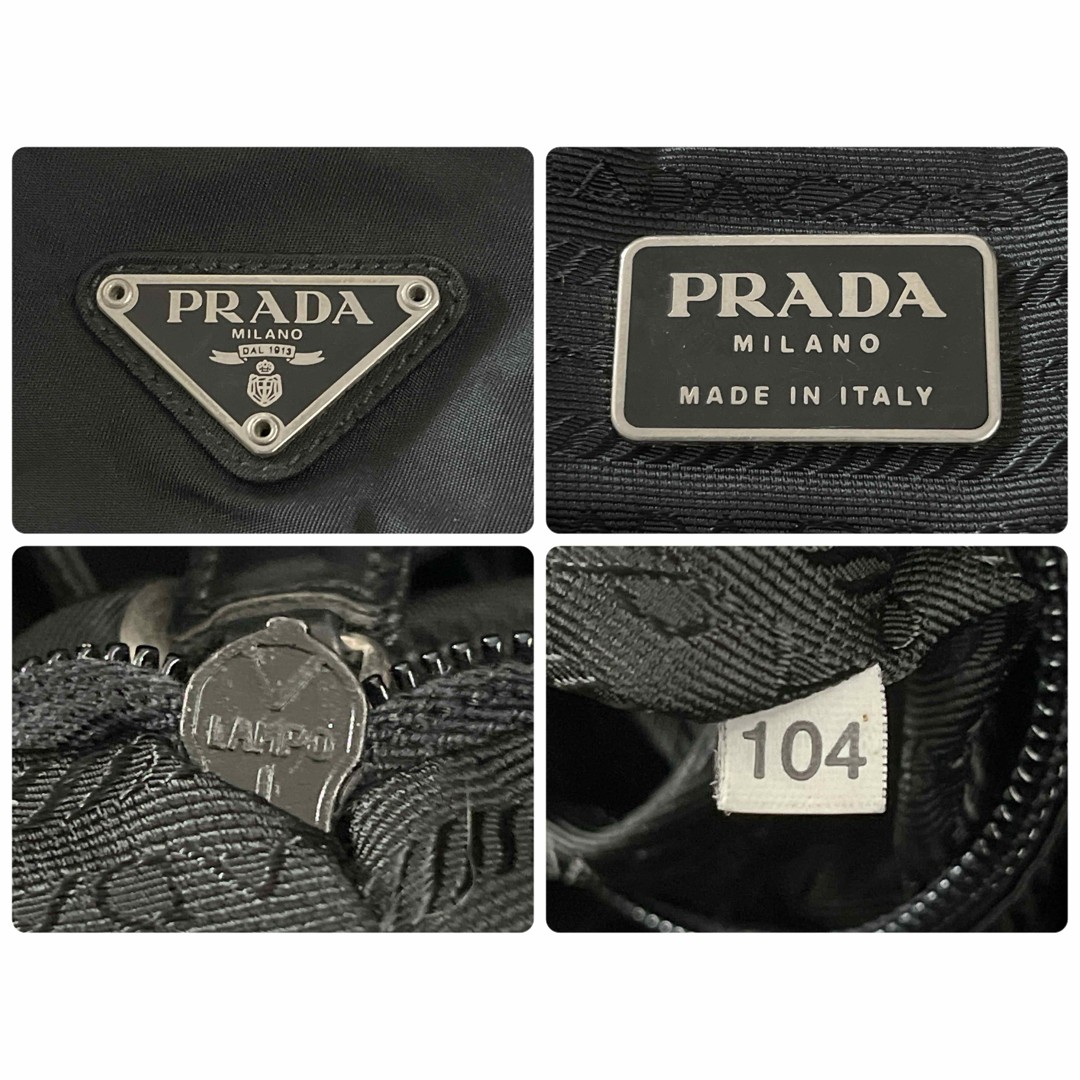 PRADA
MILANO
DAL 1913
PRADA
MILANO
MADE IN ITALY
LAMPO
104